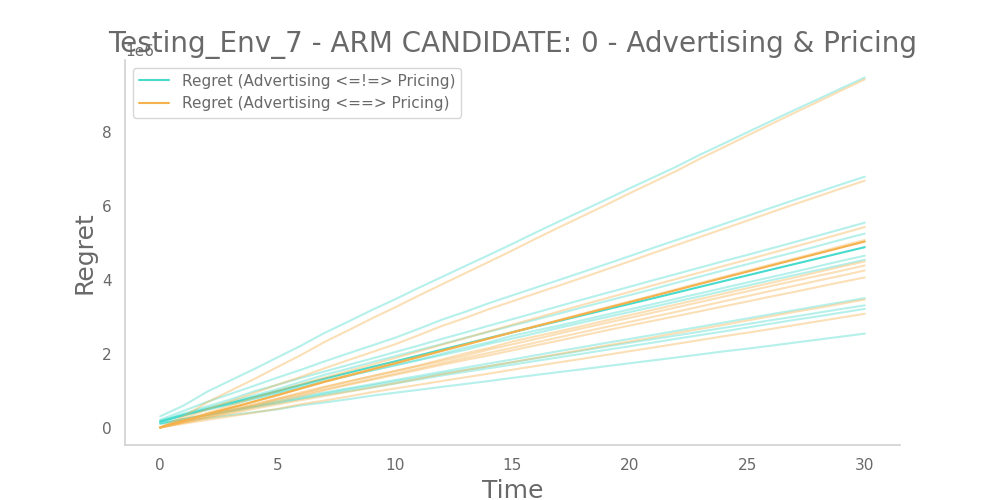 Testing_Env_7 - ARM CANDIDATE: 0 - Advertising & Pricing
1e6
Regret (Advertising <=!=> Pricing)
Regret (Advertising <==> Pricing)
8
6
4
2
0
Regret
0 5 10 15 20 25 30
Time